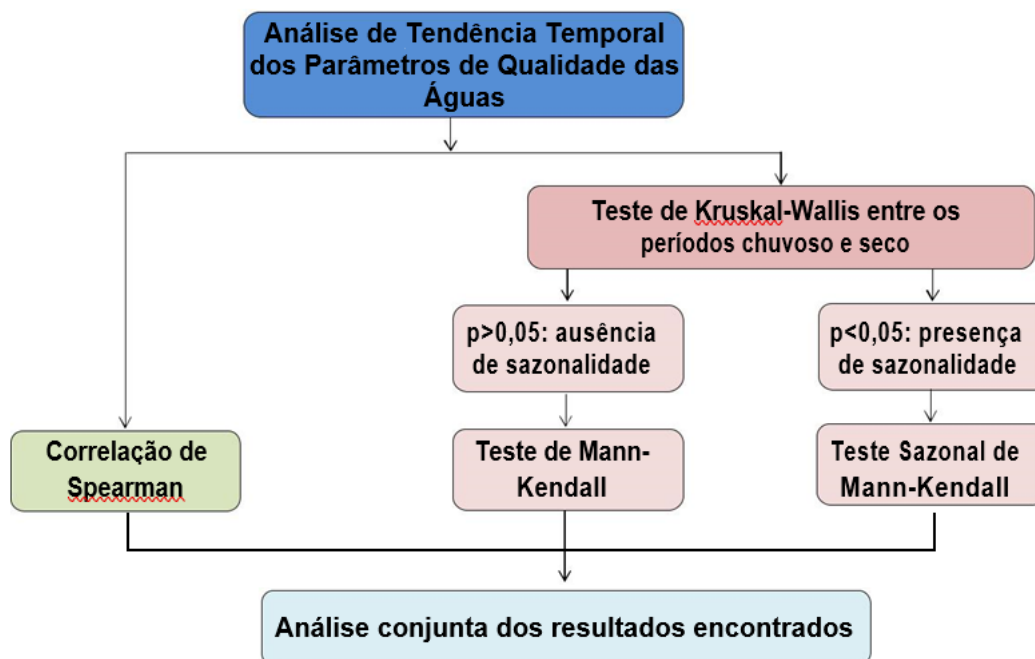 Análise de Tendência Temporal
dos Parâmetros de Qualidade das
Águas
Teste de Kruskal-Wallis entre os
períodos chuvoso e seco
p>0,05: ausência
de sazonalidade
p<0,05: presença
de sazonalidade
Correlação de
Spearman
Teste de Mann-
Kendall
Teste Sazonal de
Mann-Kendall
Análise conjunta dos resultados encontrados